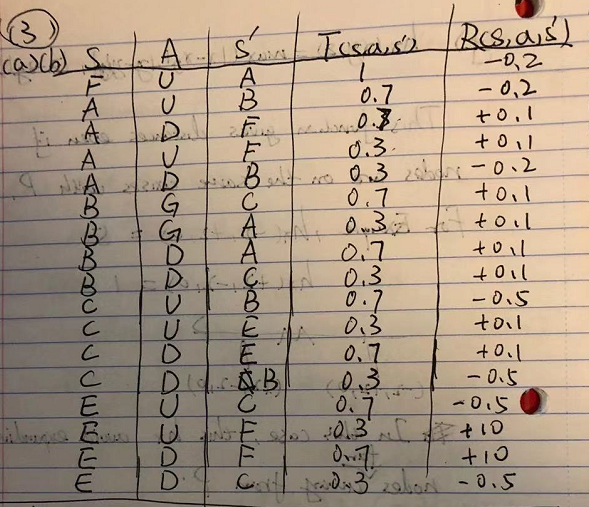 (3)
(a)(b) S A S' T(s,a,s') R(s,a,s')
F U A 1 -0.2
A U B 0.7 -0.2
A D F 0.7 +0.1
A U F 0.3 +0.1
A D B 0.3 -0.2
B G C 0.7 +0.1
B G A 0.3 +0.1
B D A 0.7 +0.1
B D C 0.3 +0.1
C U B 0.7 -0.5
C U E 0.3 +0.1
C D E 0.7 +0.1
C D B 0.3 -0.5
E U C 0.7 -0.5
E U F 0.3 +10
E D F 0.7 +10
E D C 0.3 -0.5